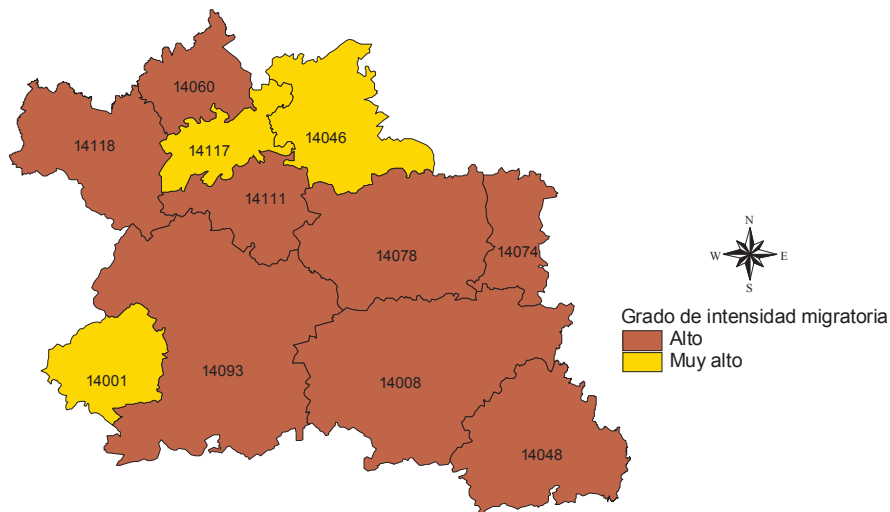 14060
14046
14118
14117
14111
14078
14074
14001
14093
14008
14048
N
W E
S
Grado de intensidad migratoria
Alto
Muy alto